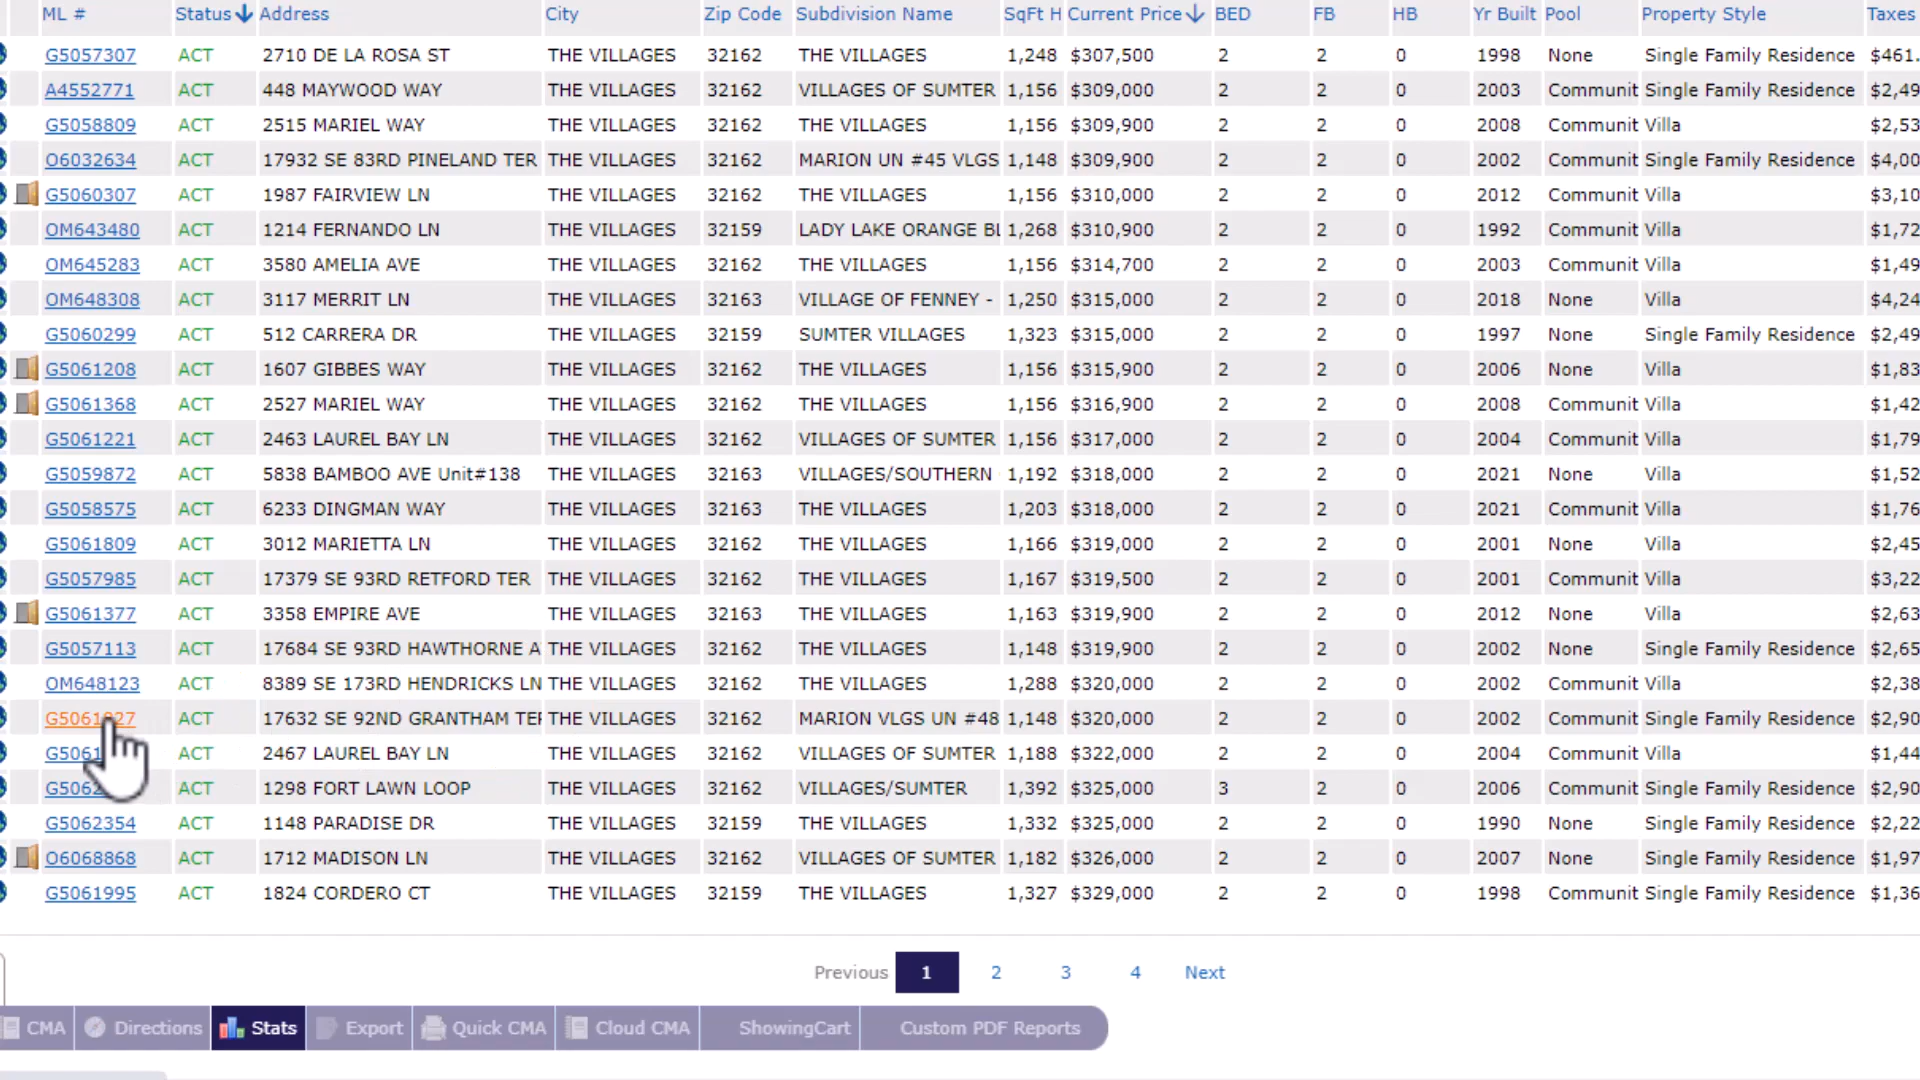 ML # Status Address City Zip Code Subdivision Name SqFt H Current Price BED FB HB Yr Built Pool Property Style Taxes
G5057307 ACT 2710 DE LA ROSA ST THE VILLAGES 32162 THE VILLAGES 1,248 $307,500 2 2 0 1998 None Single Family Residence $461.
A4552771 ACT 448 MAYWOOD WAY THE VILLAGES 32162 VILLAGES OF SUMTER 1,156 $309,000 2 2 0 2003 Communit Single Family Residence $2,49
G5058809 ACT 2515 MARIEL WAY THE VILLAGES 32162 THE VILLAGES 1,156 $309,900 2 2 0 2008 Communit Villa $2,53
O6032634 ACT 17932 SE 83RD PINELAND TER THE VILLAGES 32162 MARION UN #45 VLGS 1,148 $309,900 2 2 0 2002 Communit Single Family Residence $4,00
G5060307 ACT 1987 FAIRVIEW LN THE VILLAGES 32162 THE VILLAGES 1,156 $310,000 2 2 0 2012 Communit Villa $3,10
OM643480 ACT 1214 FERNANDO LN THE VILLAGES 32159 LADY LAKE ORANGE BL 1,268 $310,900 2 2 0 1992 Communit Villa $1,72
OM645283 ACT 3580 AMELIA AVE THE VILLAGES 32162 THE VILLAGES 1,156 $314,700 2 2 0 2003 Communit Villa $1,49
OM648308 ACT 3117 MERRIT LN THE VILLAGES 32163 VILLAGE OF FENNEY - 1,250 $315,000 2 2 0 2018 None Villa $4,24
G5060299 ACT 512 CARRERA DR THE VILLAGES 32159 SUMTER VILLAGES 1,323 $315,000 2 2 0 1997 None Single Family Residence $2,49
G5061208 ACT 1607 GIBBES WAY THE VILLAGES 32162 THE VILLAGES 1,156 $315,900 2 2 0 2006 None Villa $1,83
G5061368 ACT 2527 MARIEL WAY THE VILLAGES 32162 THE VILLAGES 1,156 $316,900 2 2 0 2008 Communit Villa $1,42
G5061221 ACT 2463 LAUREL BAY LN THE VILLAGES 32162 VILLAGES OF SUMTER 1,156 $317,000 2 2 0 2004 Communit Villa $1,79
G5059872 ACT 5838 BAMBOO AVE Unit#138 THE VILLAGES 32163 VILLAGES/SOUTHERN 1,192 $318,000 2 2 0 2021 None Villa $1,52
G5058575 ACT 6233 DINGMAN WAY THE VILLAGES 32163 THE VILLAGES 1,203 $318,000 2 2 0 2021 Communit Villa $1,76
G5061809 ACT 3012 MARIETTA LN THE VILLAGES 32162 THE VILLAGES 1,166 $319,000 2 2 0 2001 None Villa $2,45
G5057985 ACT 17379 SE 93RD RETFORD TER THE VILLAGES 32162 THE VILLAGES 1,167 $319,500 2 2 0 2001 Communit Villa $3,22
G5061377 ACT 3358 EMPIRE AVE THE VILLAGES 32163 THE VILLAGES 1,163 $319,900 2 2 0 2012 None Villa $2,63
G5057113 ACT 17684 SE 93RD HAWTHORNE A THE VILLAGES 32162 THE VILLAGES 1,148 $319,900 2 2 0 2002 None Single Family Residence $2,65
OM648123 ACT 8389 SE 173RD HENDRICKS LN THE VILLAGES 32162 THE VILLAGES 1,288 $320,000 2 2 0 2002 Communit Villa $2,38
ACT 17632 SE 92ND GRANTHAM TER THE VILLAGES 32162 MARION VLGS UN #48 1,148 $320,000 2 2 0 2002 Communit Single Family Residence $2,90
G5061 ACT 2467 LAUREL BAY LN THE VILLAGES 32162 VILLAGES OF SUMTER 1,188 $322,000 2 2 0 2004 Communit Villa $1,44
G5062 ACT 1298 FORT LAWN LOOP THE VILLAGES 32162 VILLAGES/SUMTER 1,392 $325,000 3 2 0 2006 Communit Single Family Residence $2,90
G5062354 ACT 1148 PARADISE DR THE VILLAGES 32159 THE VILLAGES 1,332 $325,000 2 2 0 1990 None Single Family Residence $2,22
O6068868 ACT 1712 MADISON LN THE VILLAGES 32162 VILLAGES OF SUMTER 1,182 $326,000 2 2 0 2007 None Single Family Residence $1,97
G5061995 ACT 1824 CORDERO CT THE VILLAGES 32159 THE VILLAGES 1,327 $329,000 2 2 0 1998 Communit Single Family Residence $1,36
Previous 1 2 3 4 Next
CMA Directions Stats Export Quick CMA Cloud CMA ShowingCart Custom PDF Reports